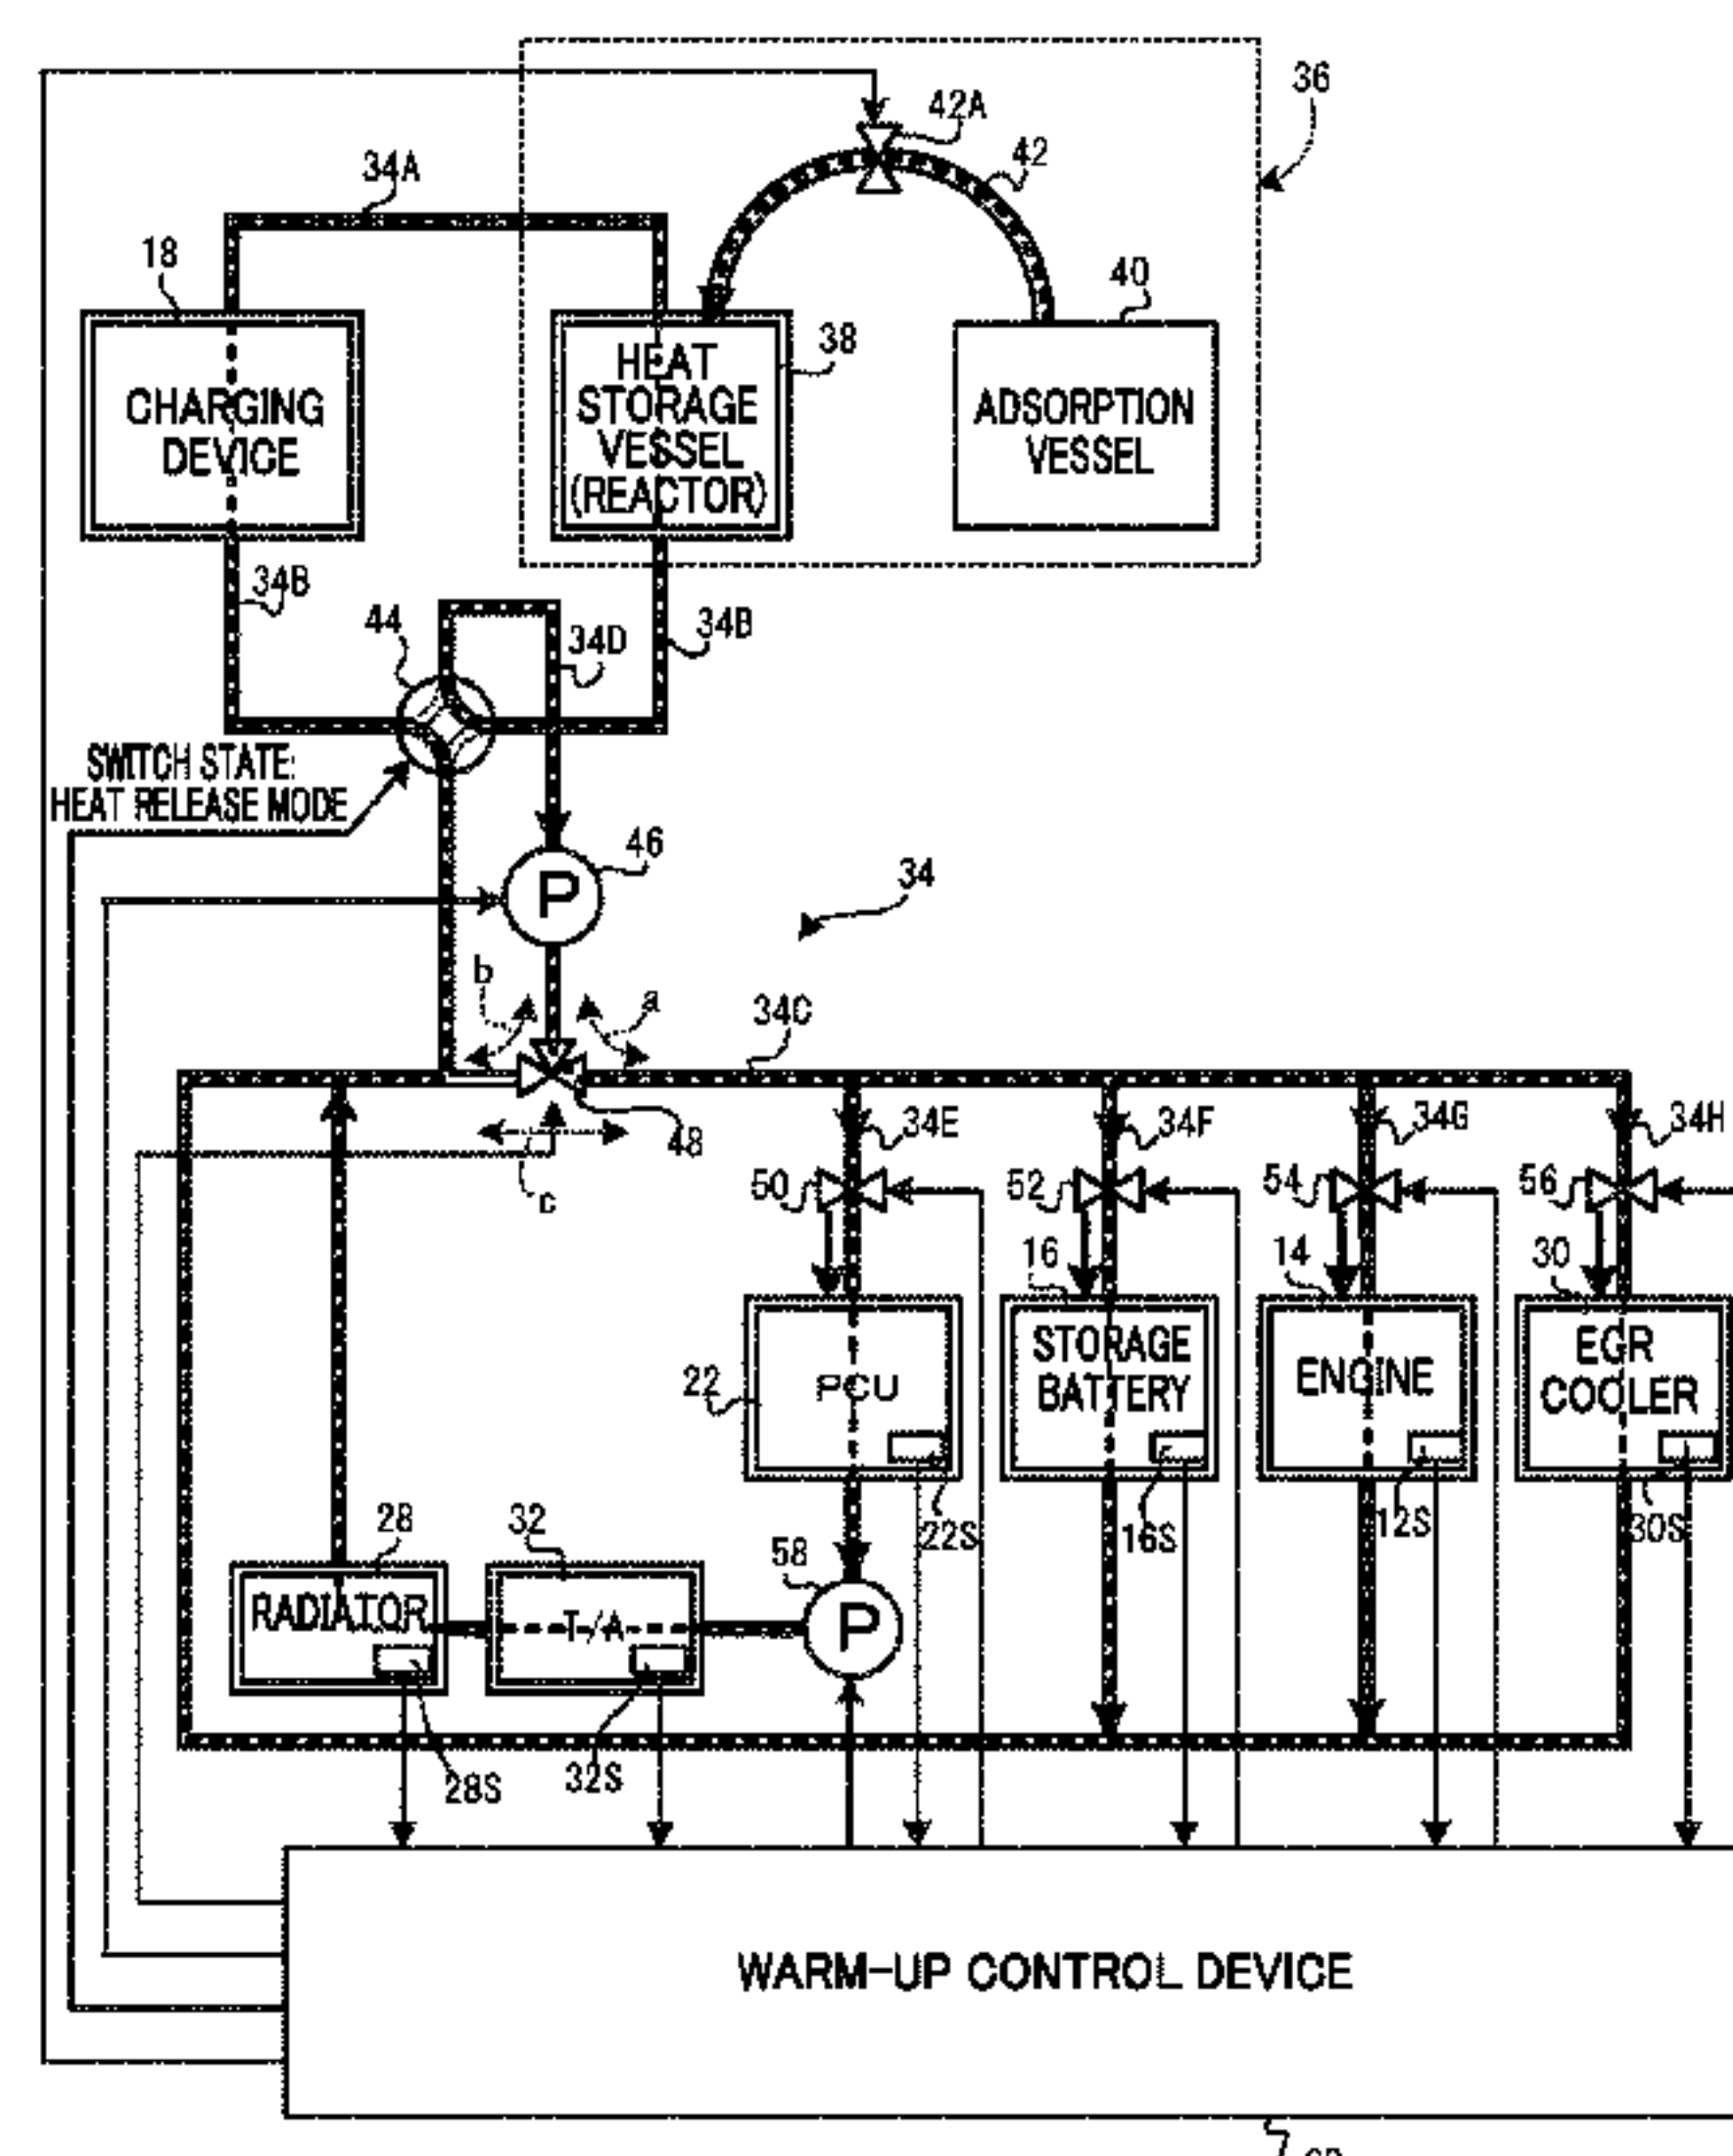 36
42A
42
34A
18
40
38
HEAT
STORAGE
VESSEL
(REACTOR)
CHARGING
DEVICE
ADSORPTION
VESSEL
34B
44
34D
34B
SWITCH STATE:
HEAT RELEASE MODE
46
P
34
b
a
34C
48
c
34E
34F
34G
34H
50
52
54
56
16
14
30
22
PCU
STORAGE
BATTERY
ENGINE
EGR
COOLER
22S
16S
12S
30S
28
32
58
RADIATOR
T/A
P
28S
32S
WARM-UP CONTROL DEVICE